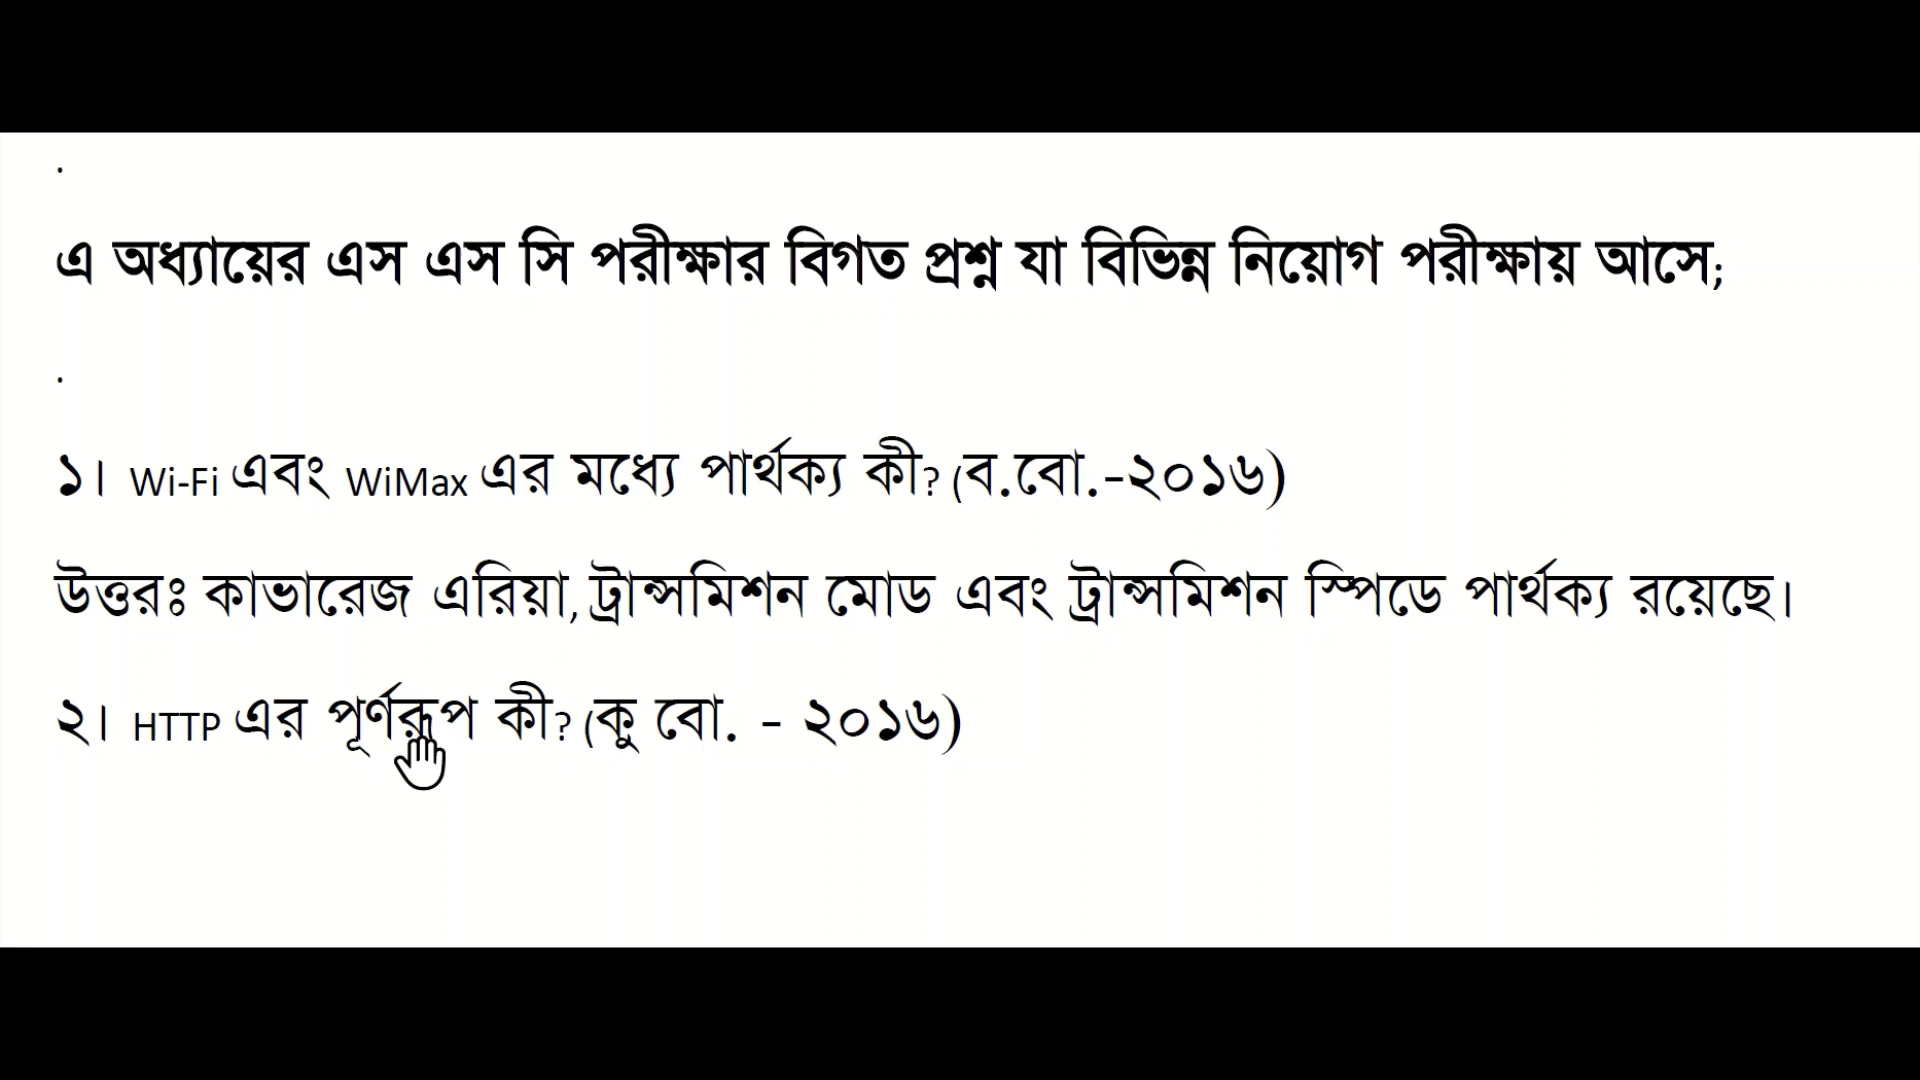 .
এ অধ্যায়ের এস এস সি পরীক্ষার বিগত প্রশ্ন যা বিভিন্ন নিয়োগ পরীক্ষায় আসে;
.
১। Wi-Fi এবং WiMax এর মধ্যে পার্থক্য কী? (ব.বো.-২০১৬)
উত্তরঃ কাভারেজ এরিয়া, ট্রান্সমিশন মোড এবং ট্রান্সমিশন স্পিডে পার্থক্য রয়েছে।
২। HTTP এর পূর্ণরূপ কী? (কু বো. - ২০১৬)